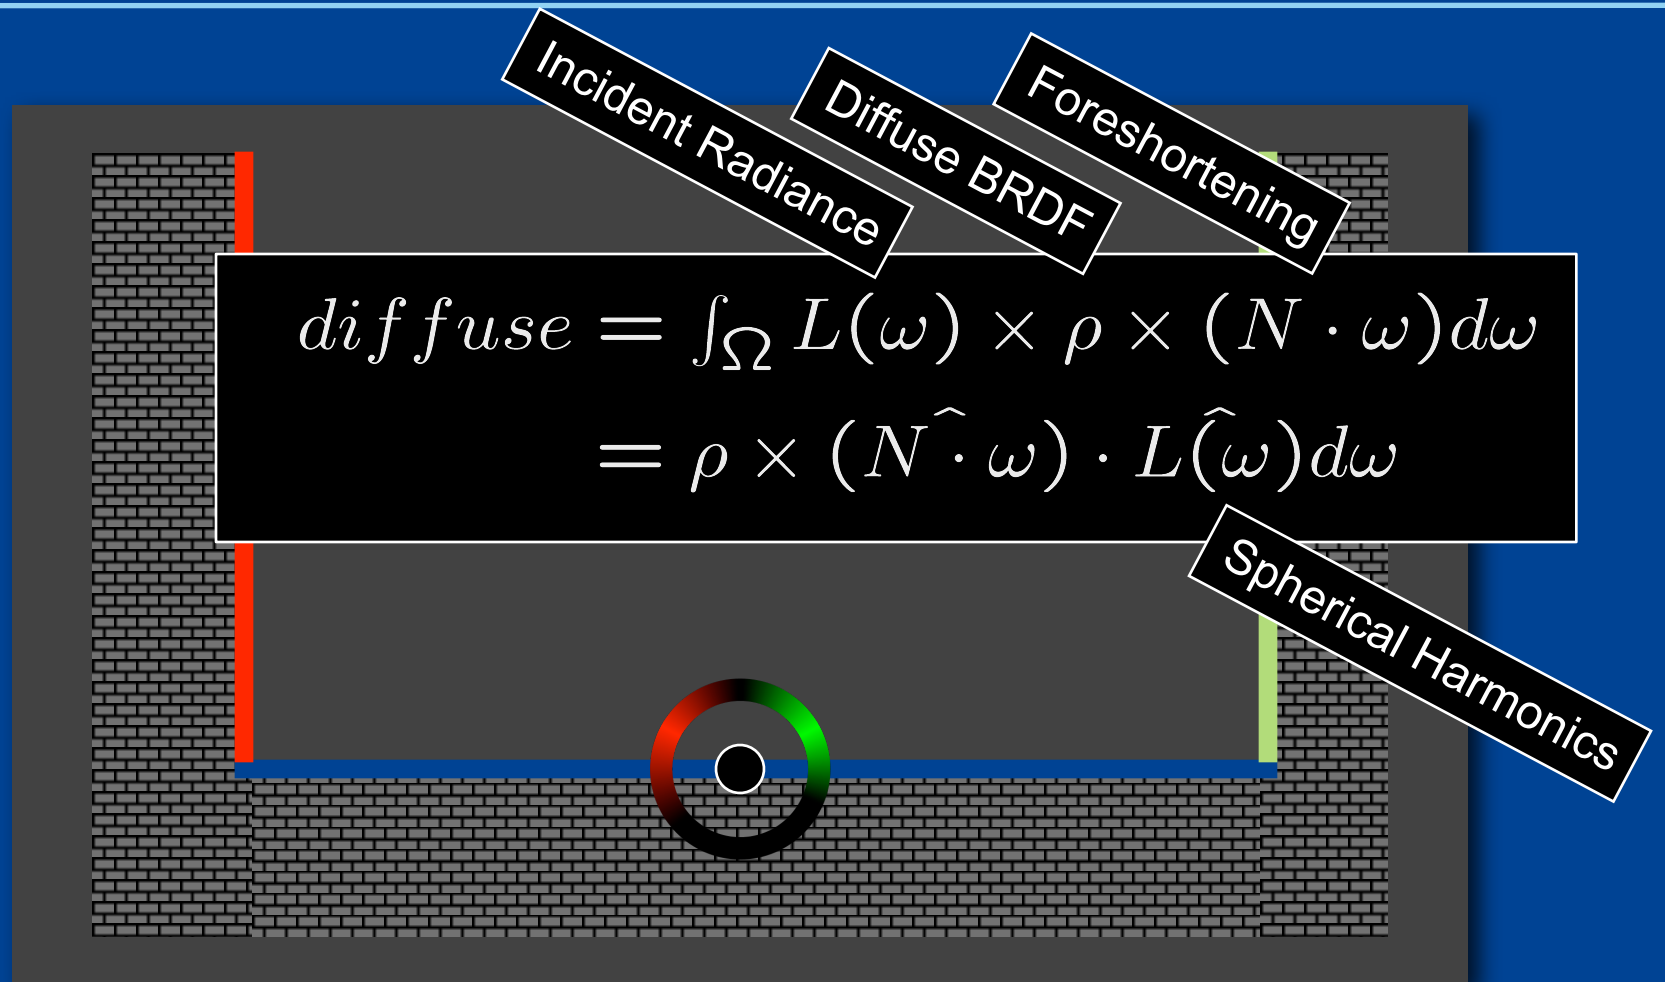 Incident Radiance
Diffuse BRDF
Foreshortening
diffuse = ∫_Ω L(ω) × ρ × (N · ω)dω
= ρ × (N ·̂ ω) · L(̂ω)dω
Spherical Harmonics